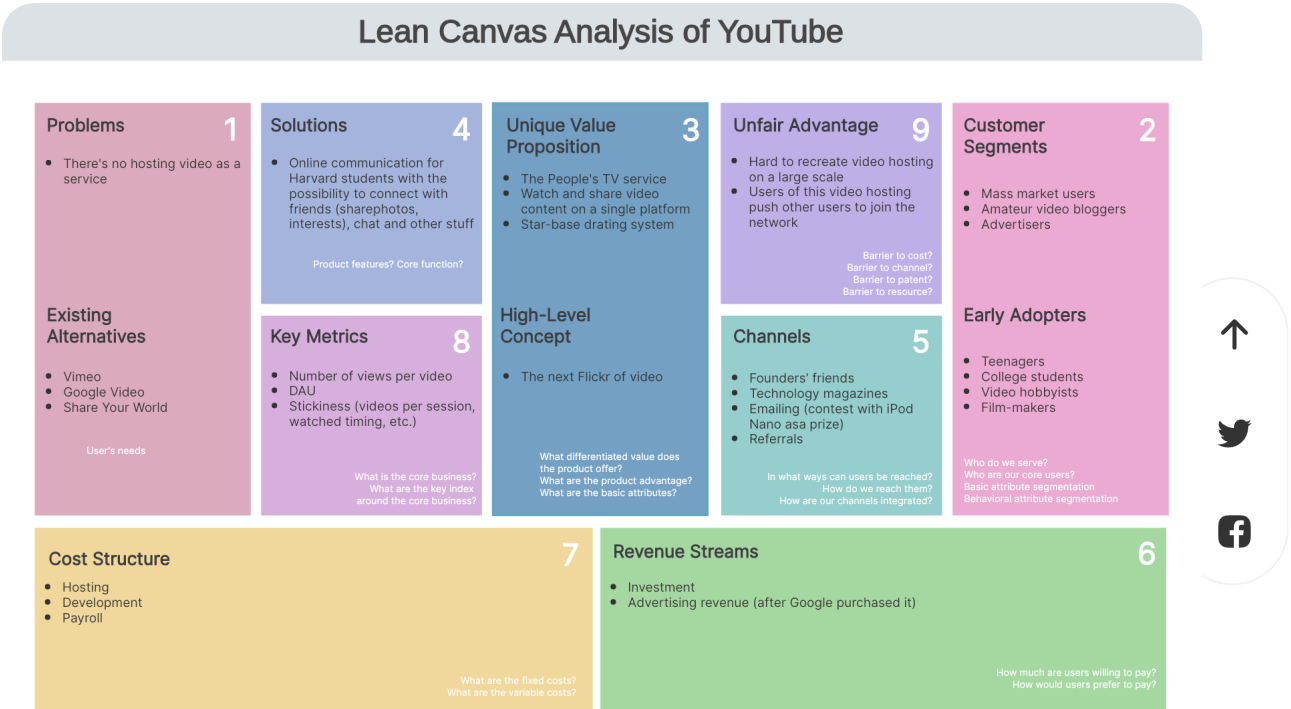 Lean Canvas Analysis of YouTube
Problems
1
There's no hosting video as a
service
Existing
Alternatives
Vimeo
Google Video
Share Your World
User's needs
Solutions
4
Online communication for
Harvard students with the
possibility to connect with
friends (sharephotos,
interests), chat and other stuff
Product features? Core function?
Key Metrics
8
Number of views per video
DAU
Stickiness (videos per session,
watched timing, etc.)
What is the core business?
What are the key index
around the core business?
Unique Value
Proposition
3
The People's TV service
Watch and share video
content on a single platform
Star-base drating system
High-Level
Concept
The next Flickr of video
What differentiated value does
the product offer?
What are the product advantage?
What are the basic attributes?
Unfair Advantage
9
Hard to recreate video hosting
on a large scale
Users of this video hosting
push other users to join the
network
Barrier to cost?
Barrier to channel?
Barrier to patent?
Barrier to resource?
Channels
5
Founders' friends
Technology magazines
Emailing (contest with iPod
Nano asa prize)
Referrals
In what ways can users be reached?
How do we reach them?
How are our channels integrated?
Customer
Segments
2
Mass market users
Amateur video bloggers
Advertisers
Early Adopters
Teenagers
College students
Video hobbyists
Film-makers
Who do we serve?
Who are our core users?
Basic attribute segmentation
Behavioral attribute segmentation
Cost Structure
7
Hosting
Development
Payroll
What are the fixed costs?
What are the variable costs?
Revenue Streams
6
Investment
Advertising revenue (after Google purchased it)
How much are users willing to pay?
How would users prefer to pay?